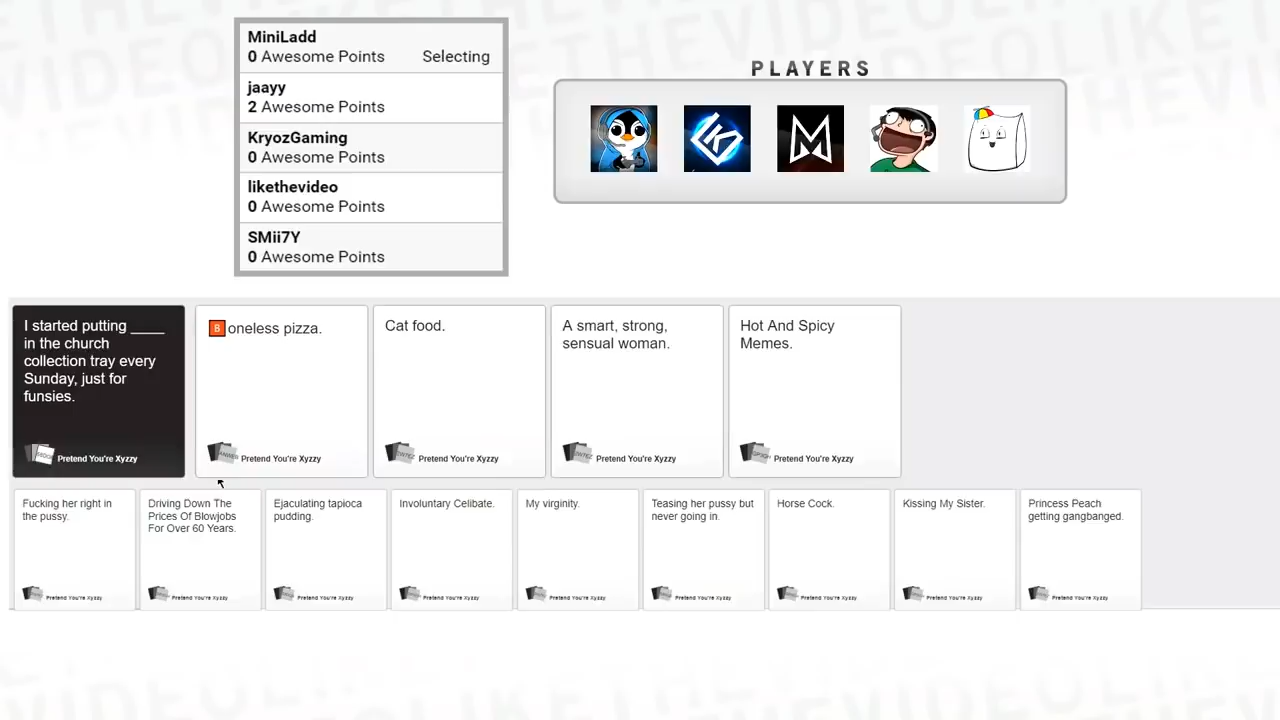 MiniLadd
0 Awesome Points Selecting
jaayy
2 Awesome Points
KryozGaming
0 Awesome Points
likethevideo
0 Awesome Points
SMii7Y
0 Awesome Points
PLAYERS
I started putting ____
in the church
collection tray every
Sunday, just for
funsies.
Pretend You're Xyzzy
B oneless pizza.
Pretend You're Xyzzy
Cat food.
Pretend You're Xyzzy
A smart, strong,
sensual woman.
Pretend You're Xyzzy
Hot And Spicy
Memes.
Pretend You're Xyzzy
Fucking her right in
the pussy.
Pretend You're Xyzzy
Driving Down The
Prices Of Blowjobs
For Over 60 Years.
Pretend You're Xyzzy
Ejaculating tapioca
pudding.
Pretend You're Xyzzy
Involuntary Celibate.
Pretend You're Xyzzy
My virginity.
Pretend You're Xyzzy
Teasing her pussy but
never going in.
Pretend You're Xyzzy
Horse Cock.
Pretend You're Xyzzy
Kissing My Sister.
Pretend You're Xyzzy
Princess Peach
getting gangbanged.
Pretend You're Xyzzy